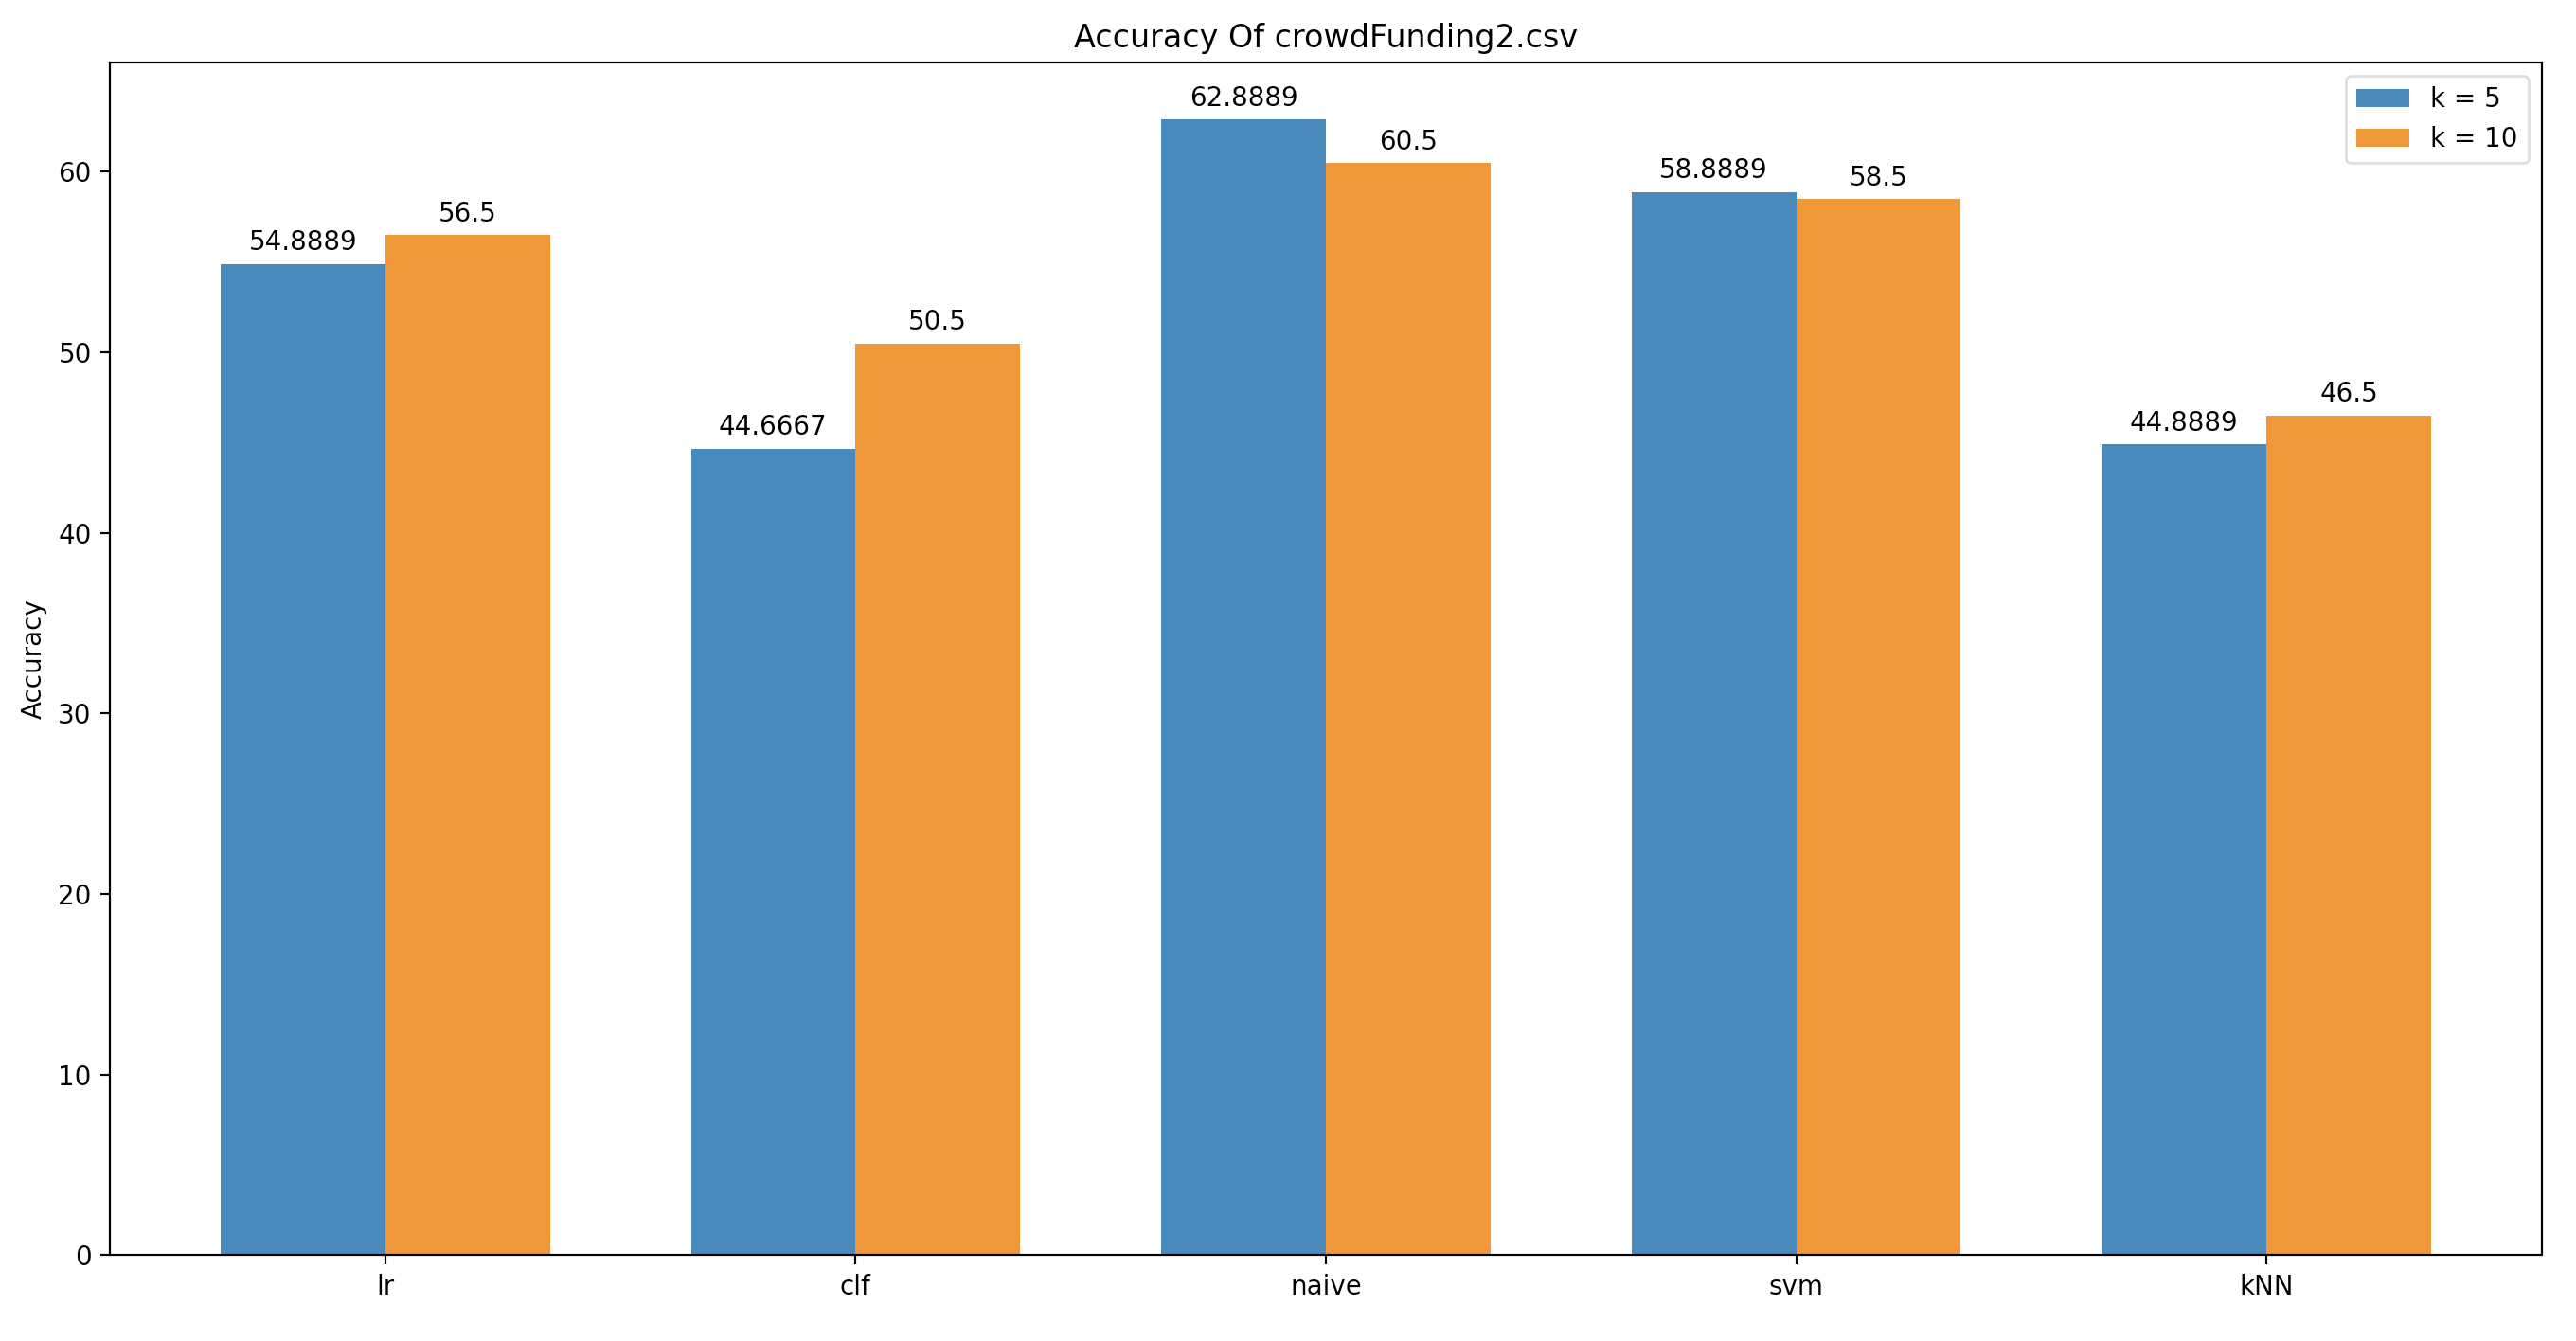 Accuracy Of crowdFunding2.csv
k = 5
k = 10
Accuracy
60
50
40
30
20
10
0
54.8889
56.5
44.6667
50.5
62.8889
60.5
58.8889
58.5
44.8889
46.5
lr
clf
naive
svm
kNN